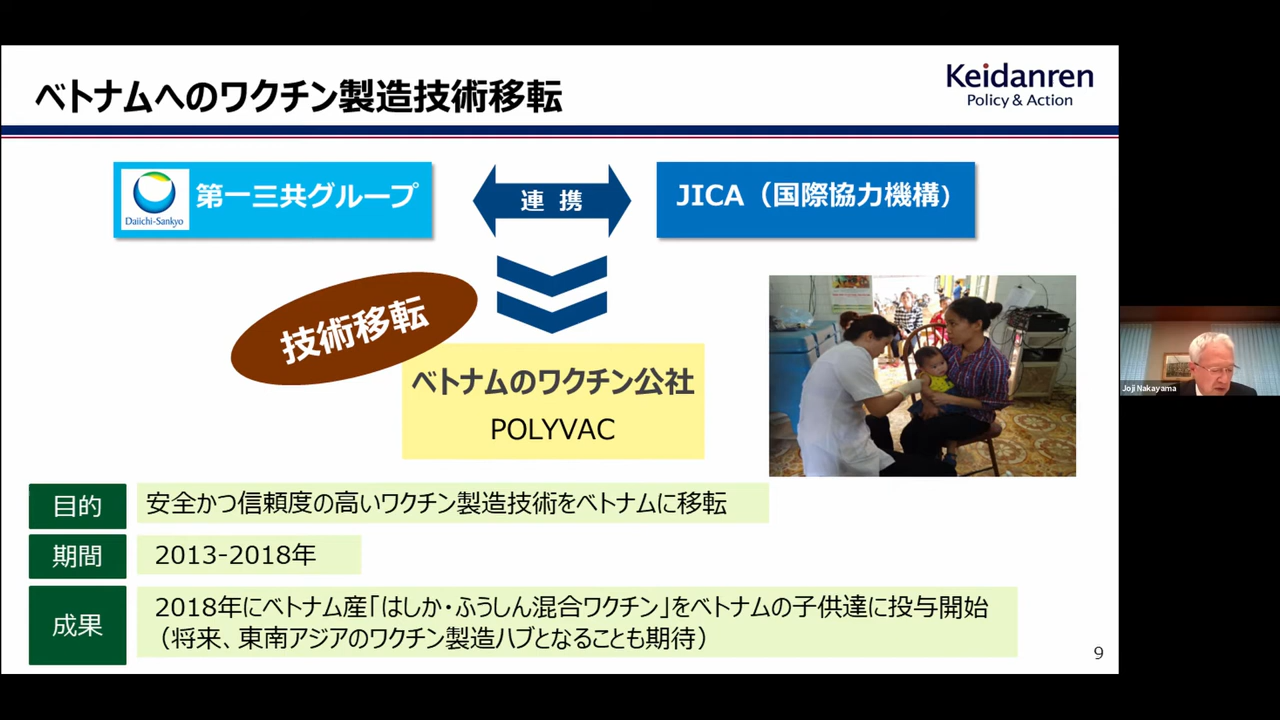 ベトナムへのワクチン製造技術移転
Keidanren
Policy & Action
Daiichi-Sankyo
第一三共グループ
連 携
JICA（国際協力機構）
技術移転
ベトナムのワクチン公社
POLYVAC
Joji Nakayama
目的
安全かつ信頼度の高いワクチン製造技術をベトナムに移転
期間
2013-2018年
成果
2018年にベトナム産「はしか・ふうしん混合ワクチン」をベトナムの子供達に投与開始
（将来、東南アジアのワクチン製造ハブとなることも期待）
9